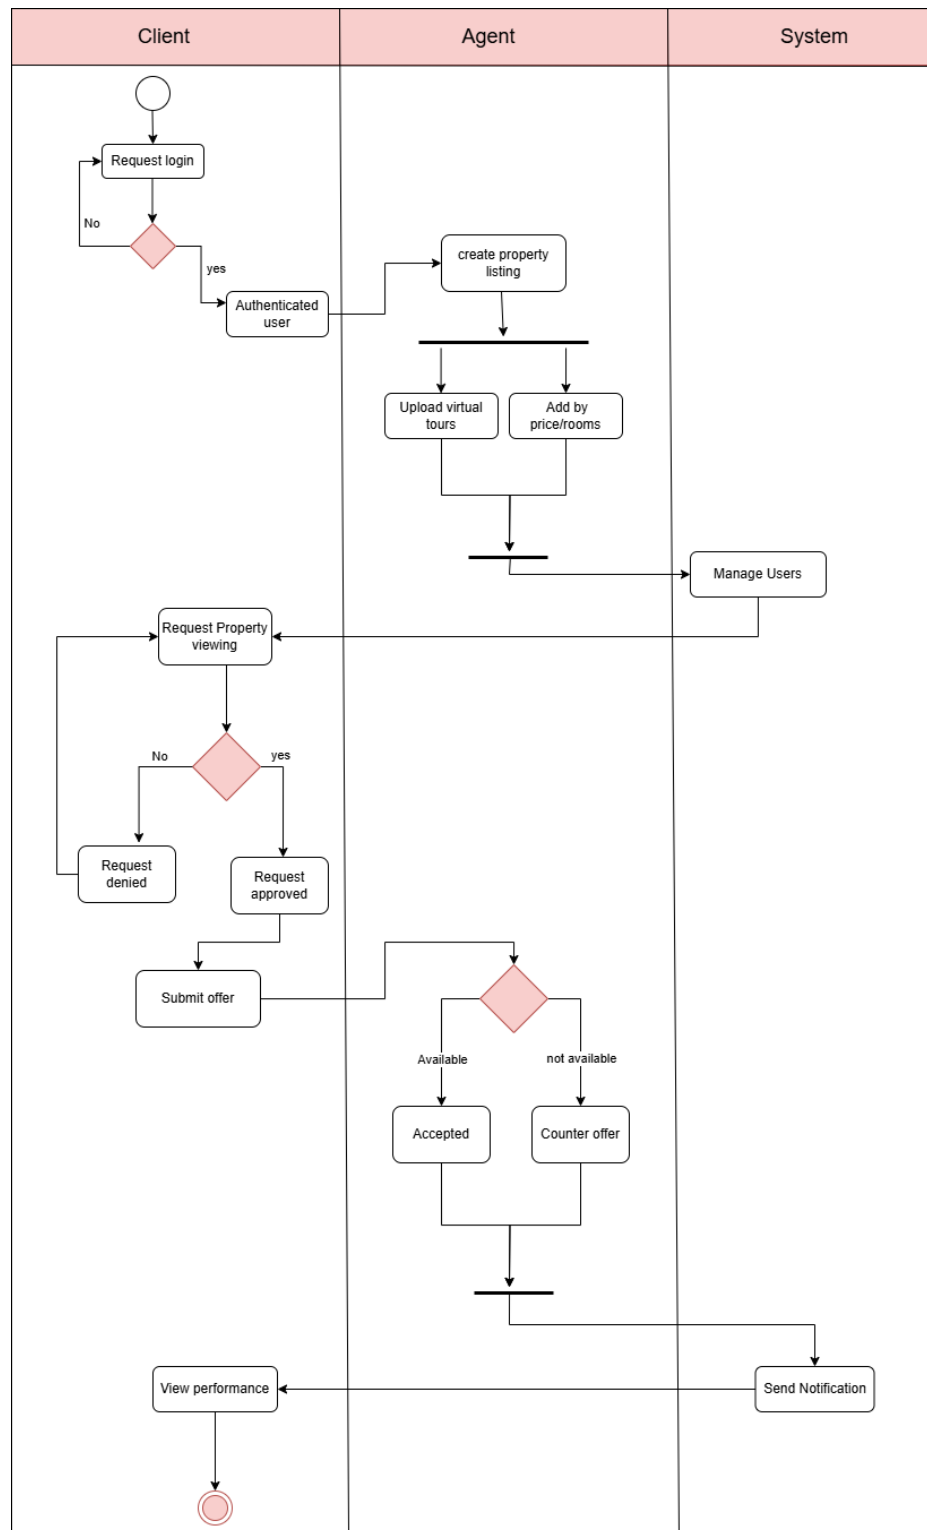 Client
Agent
System
Request login
No
yes
Authenticated
user
create property
listing
Upload virtual
tours
Add by
price/rooms
Manage Users
Request Property
viewing
No
yes
Request
denied
Request
approved
Submit offer
Available
not available
Accepted
Counter offer
View performance
Send Notification